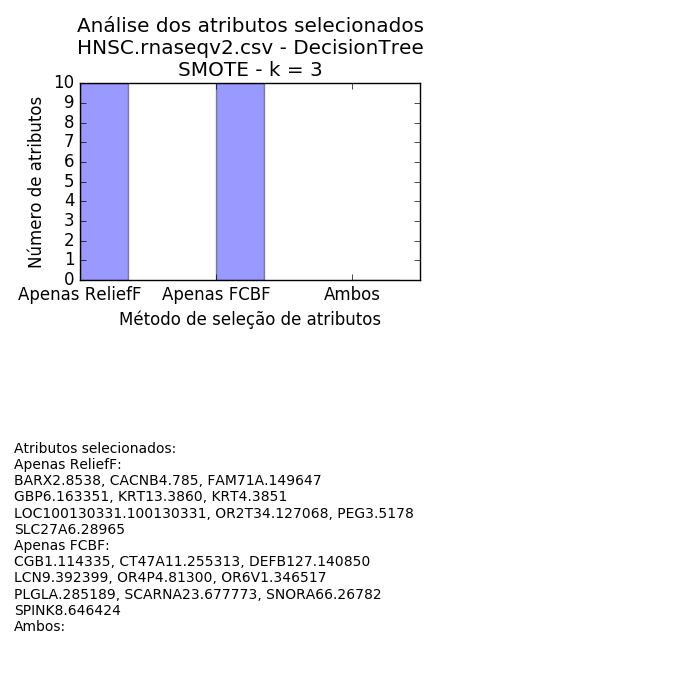 Análise dos atributos selecionados
HNSC.rnaseqv2.csv - DecisionTree
SMOTE - k = 3
10
9
8
7
6
5
4
3
2
1
0
Número de atributos
Apenas ReliefF Apenas FCBF Ambos
Método de seleção de atributos
Atributos selecionados:
Apenas ReliefF:
BARX2.8538, CACNB4.785, FAM71A.149647
GBP6.163351, KRT13.3860, KRT4.3851
LOC100130331.100130331, OR2T34.127068, PEG3.5178
SLC27A6.28965
Apenas FCBF:
CGB1.114335, CT47A11.255313, DEFB127.140850
LCN9.392399, OR4P4.81300, OR6V1.346517
PLGLA.285189, SCARNA23.677773, SNORA66.26782
SPINK8.646424
Ambos: